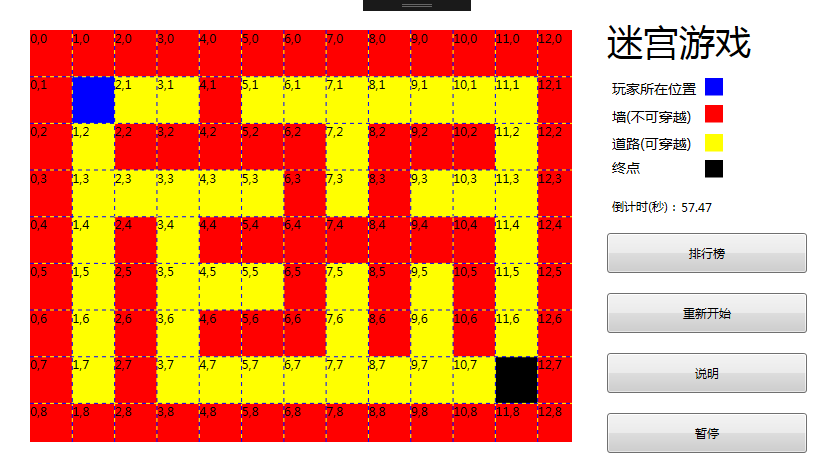 迷宫游戏
0,0 1,0 2,0 3,0 4,0 5,0 6,0 7,0 8,0 9,0 10,0 11,0 12,0
0,1 2,1 3,1 4,1 5,1 6,1 7,1 8,1 9,1 10,1 11,1 12,1
0,2 1,2 2,2 3,2 4,2 5,2 6,2 7,2 8,2 9,2 10,2 11,2 12,2
0,3 1,3 2,3 3,3 4,3 5,3 6,3 7,3 8,3 9,3 10,3 11,3 12,3
0,4 1,4 2,4 3,4 4,4 5,4 6,4 7,4 8,4 9,4 10,4 11,4 12,4
0,5 1,5 2,5 3,5 4,5 5,5 6,5 7,5 8,5 9,5 10,5 11,5 12,5
0,6 1,6 2,6 3,6 4,6 5,6 6,6 7,6 8,6 9,6 10,6 11,6 12,6
0,7 1,7 2,7 3,7 4,7 5,7 6,7 7,7 8,7 9,7 10,7 12,7
0,8 1,8 2,8 3,8 4,8 5,8 6,8 7,8 8,8 9,8 10,8 11,8 12,8
玩家所在位置
墙(不可穿越)
道路(可穿越)
终点
倒计时(秒)：57.47
排行榜
重新开始
说明
暂停